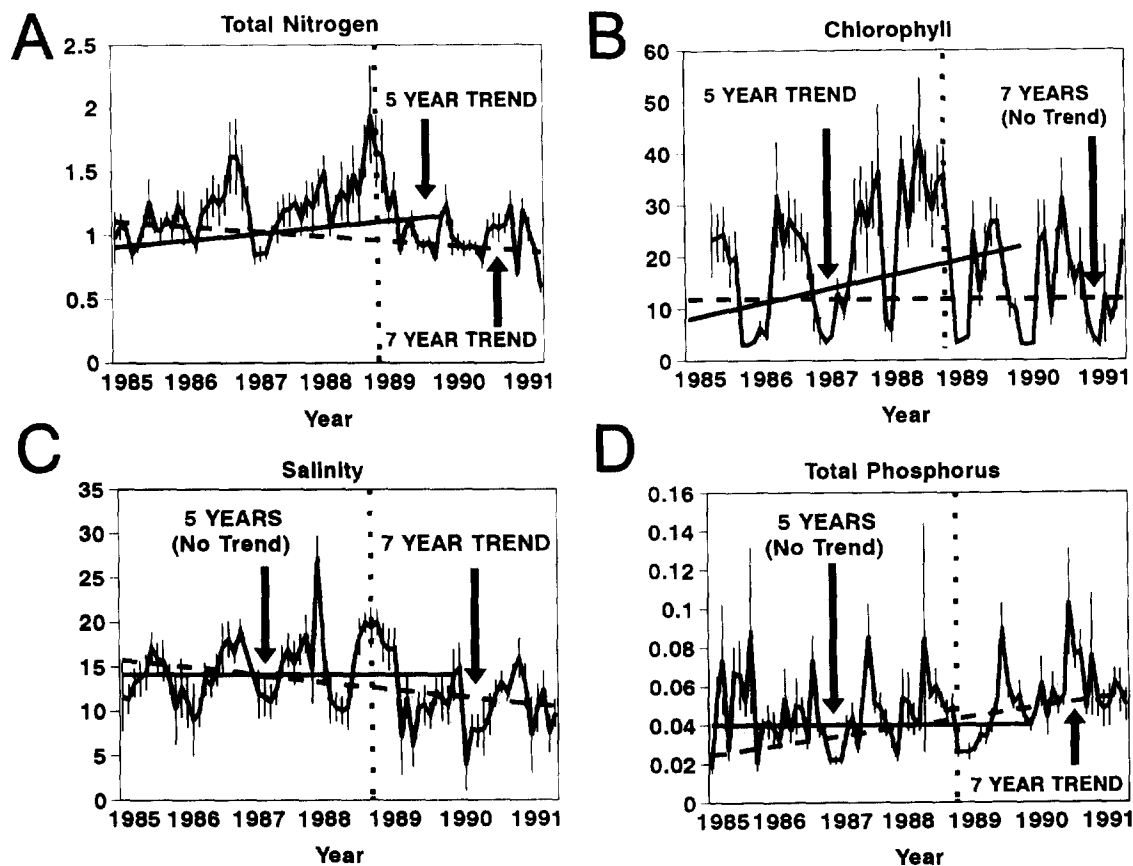 A
Total Nitrogen
2.5
2
1.5
1
0.5
0
5 YEAR TREND
7 YEAR TREND
1985 1986 1987 1988 1989 1990 1991
Year
B
Chlorophyll
60
50
40
30
20
10
0
5 YEAR TREND
7 YEARS
(No Trend)
1985 1986 1987 1988 1989 1990 1991
Year
C
Salinity
35
30
25
20
15
10
5
0
5 YEARS
(No Trend)
7 YEAR TREND
1985 1986 1987 1988 1989 1990 1991
Year
D
Total Phosphorus
0.16
0.14
0.12
0.1
0.08
0.06
0.04
0.02
0
5 YEARS
(No Trend)
7 YEAR TREND
1985 1986 1987 1988 1989 1990 1991
Year